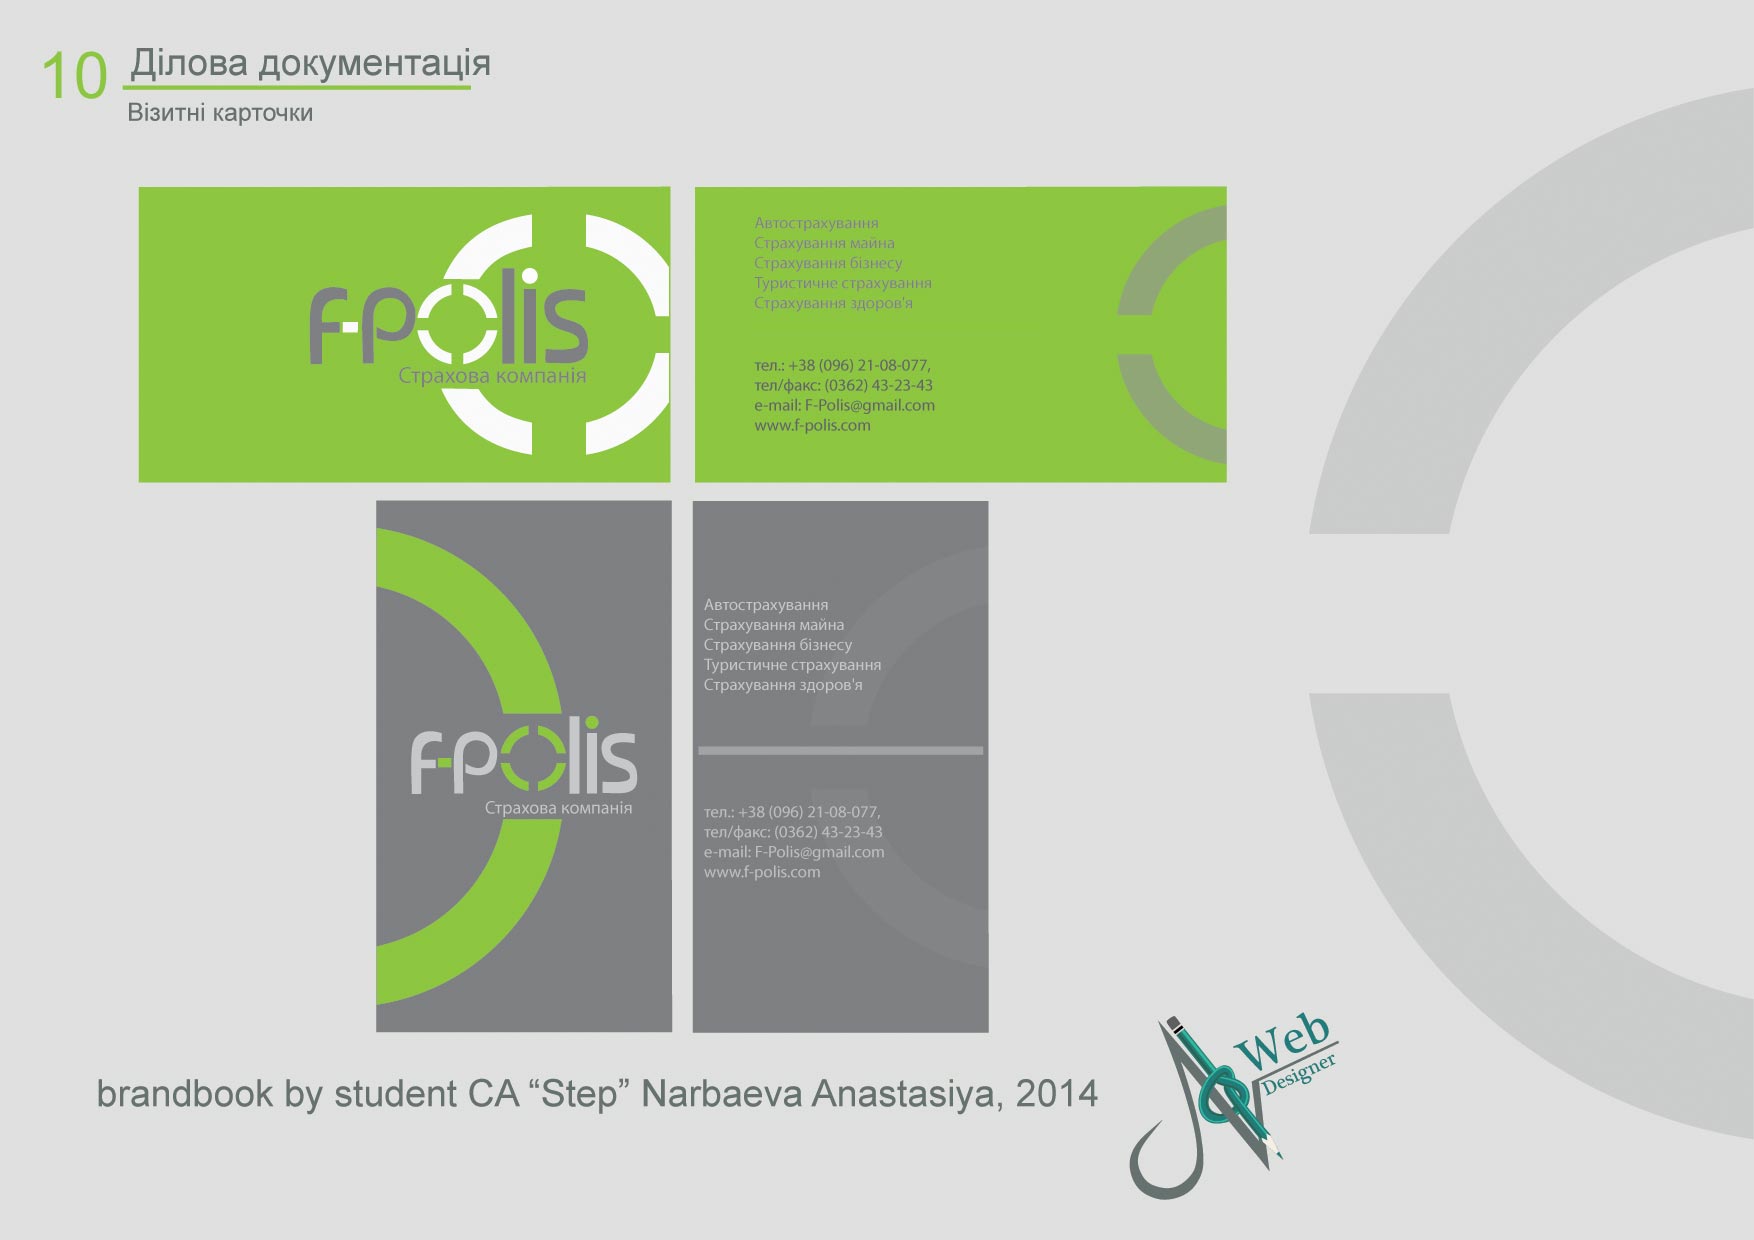 10 Ділова документація
Візитні карточки
F-Polis
Страхова компанія
Автострахування
Страхування майна
Страхування бізнесу
Туристичне страхування
Страхування здоров'я
тел.: +38 (096) 21-08-077,
тел/факс: (0362) 43-23-43
e-mail: F-Polis@gmail.com
www.f-polis.com
F-Polis
Страхова компанія
Автострахування
Страхування майна
Страхування бізнесу
Туристичне страхування
Страхування здоров'я
тел.: +38 (096) 21-08-077,
тел/факс: (0362) 43-23-43
e-mail: F-Polis@gmail.com
www.f-polis.com
brandbook by student CA “Step” Narbaeva Anastasiya, 2014
Web
Designer